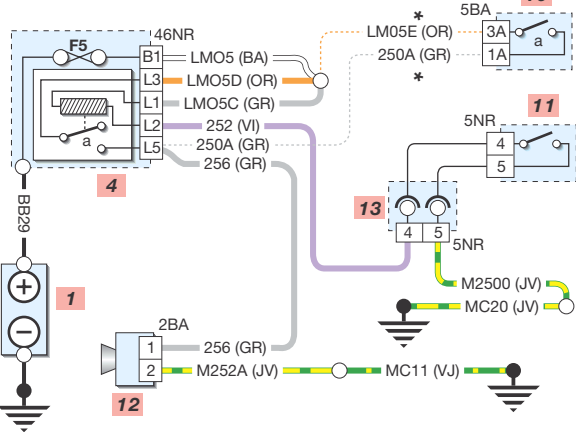 5BA
*
LM05E (OR)
3A
a
46NR
F5
B1
LMO5 (BA)
250A (GR)
1A
L3
LMO5D (OR)
*
L1
LMO5C (GR)
11
L2
252 (VI)
5NR
a
L5
250A (GR)
4
a
256 (GR)
5
4
13
BB29
4
5
5NR
+
1
M2500 (JV)
MC20 (JV)
−
2BA
1
256 (GR)
2
M252A (JV)
MC11 (VJ)
12